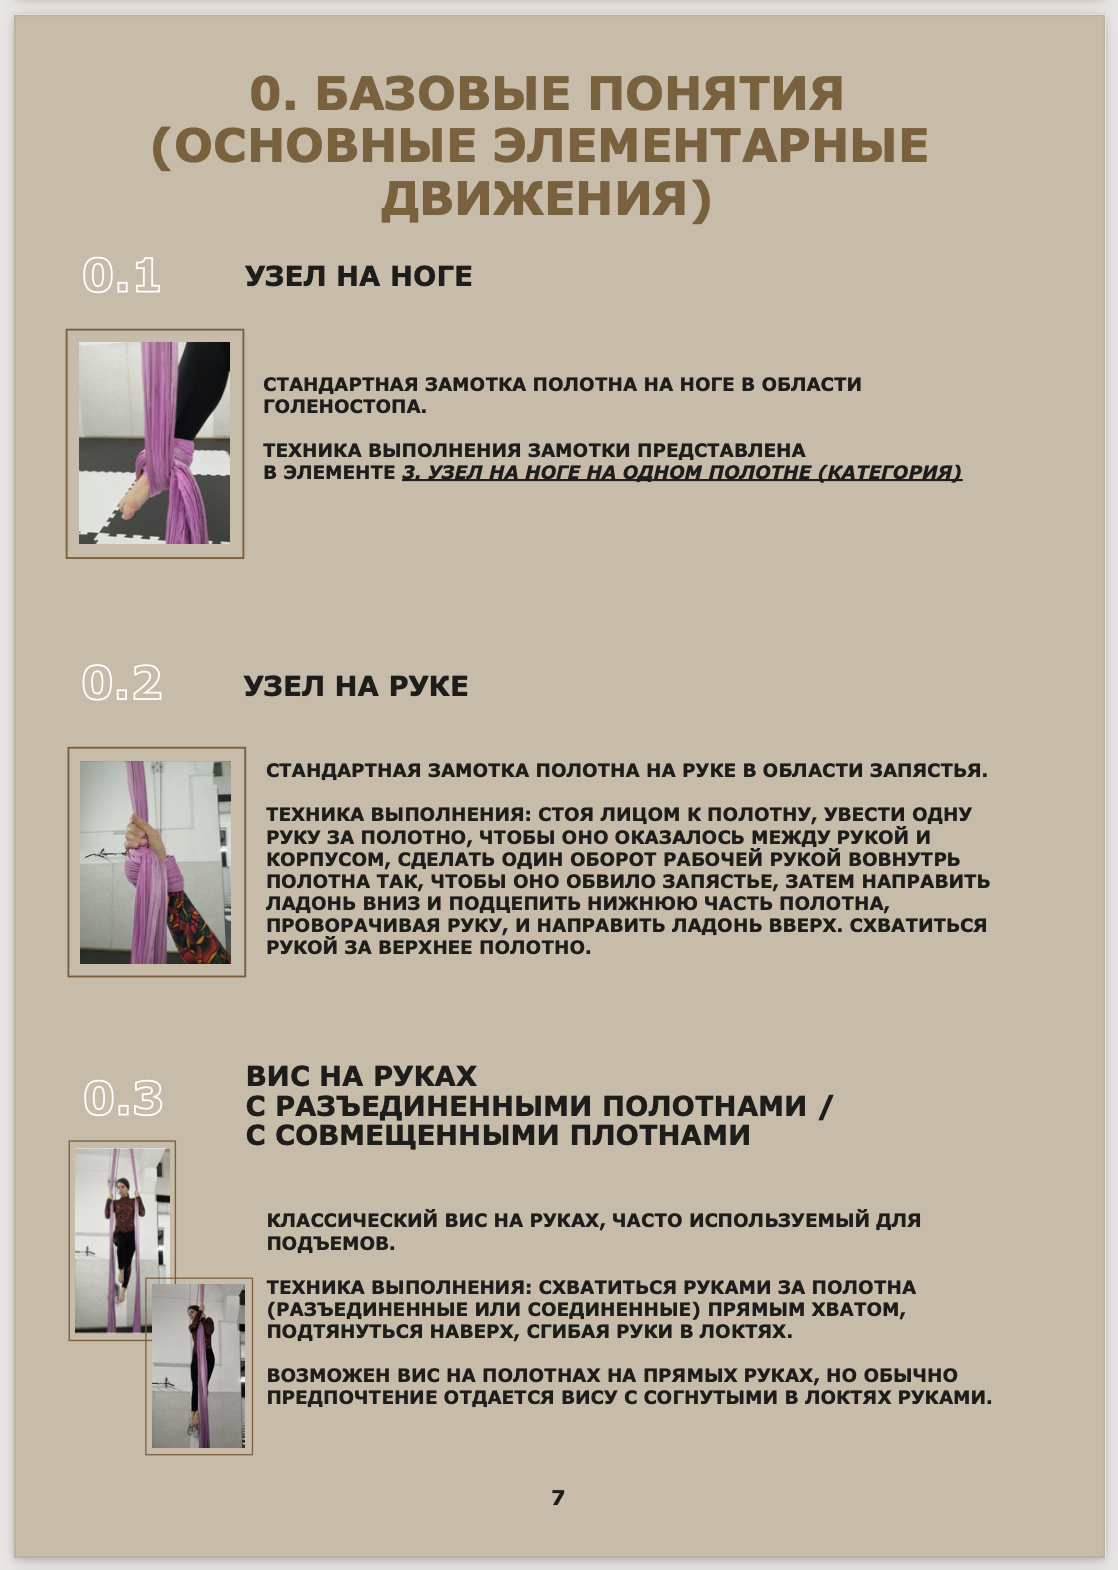 0. БАЗОВЫЕ ПОНЯТИЯ
(ОСНОВНЫЕ ЭЛЕМЕНТАРНЫЕ
ДВИЖЕНИЯ)
0.1
УЗЕЛ НА НОГЕ
СТАНДАРТНАЯ ЗАМОТКА ПОЛОТНА НА НОГЕ В ОБЛАСТИ
ГОЛЕНОСТОПА.
ТЕХНИКА ВЫПОЛНЕНИЯ ЗАМОТКИ ПРЕДСТАВЛЕНА
В ЭЛЕМЕНТЕ 3. УЗЕЛ НА НОГЕ НА ОДНОМ ПОЛОТНЕ (КАТЕГОРИЯ)
0.2
УЗЕЛ НА РУКЕ
СТАНДАРТНАЯ ЗАМОТКА ПОЛОТНА НА РУКЕ В ОБЛАСТИ ЗАПЯСТЬЯ.
ТЕХНИКА ВЫПОЛНЕНИЯ: СТОЯ ЛИЦОМ К ПОЛОТНУ, УВЕСТИ ОДНУ
РУКУ ЗА ПОЛОТНО, ЧТОБЫ ОНО ОКАЗАЛОСЬ МЕЖДУ РУКОЙ И
КОРПУСОМ, СДЕЛАТЬ ОДИН ОБОРОТ РАБОЧЕЙ РУКОЙ ВОВНУТРЬ
ПОЛОТНА ТАК, ЧТОБЫ ОНО ОБВИЛО ЗАПЯСТЬЕ, ЗАТЕМ НАПРАВИТЬ
ЛАДОНЬ ВНИЗ И ПОДЦЕПИТЬ НИЖНЮЮ ЧАСТЬ ПОЛОТНА,
ПРОВОРАЧИВАЯ РУКУ, И НАПРАВИТЬ ЛАДОНЬ ВВЕРХ. СХВАТИТЬСЯ
РУКОЙ ЗА ВЕРХНЕЕ ПОЛОТНО.
0.3
ВИС НА РУКАХ
С РАЗЪЕДИНЕННЫМИ ПОЛОТНАМИ /
С СОВМЕЩЕННЫМИ ПЛОТНАМИ
КЛАССИЧЕСКИЙ ВИС НА РУКАХ, ЧАСТО ИСПОЛЬЗУЕМЫЙ ДЛЯ
ПОДЪЕМОВ.
ТЕХНИКА ВЫПОЛНЕНИЯ: СХВАТИТЬСЯ РУКАМИ ЗА ПОЛОТНА
(РАЗЪЕДИНЕННЫЕ ИЛИ СОЕДИНЕННЫЕ) ПРЯМЫМ ХВАТОМ,
ПОДТЯНУТЬСЯ НАВЕРХ, СГИБАЯ РУКИ В ЛОКТЯХ.
ВОЗМОЖЕН ВИС НА ПОЛОТНАХ НА ПРЯМЫХ РУКАХ, НО ОБЫЧНО
ПРЕДПОЧТЕНИЕ ОТДАЕТСЯ ВИСУ С СОГНУТЫМИ В ЛОКТЯХ РУКАМИ.
7